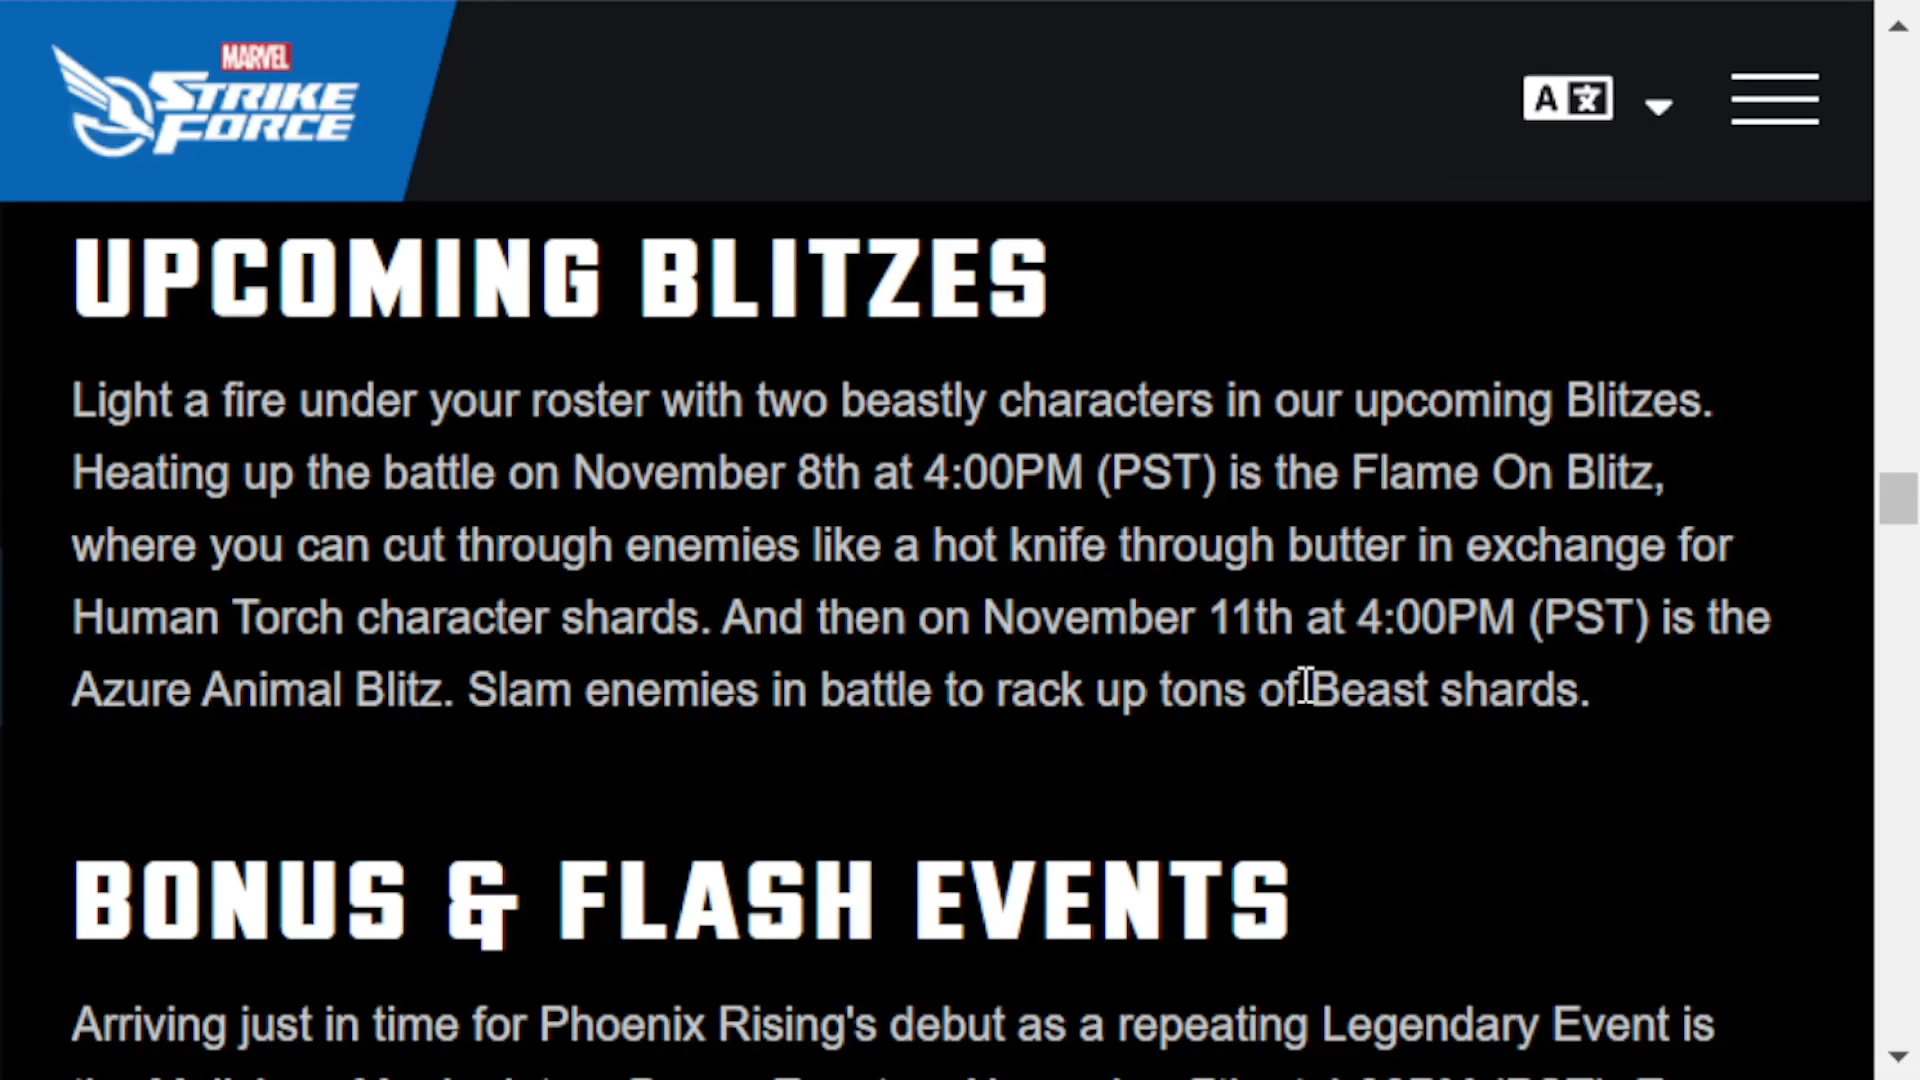 MARVEL
STRIKE
FORCE
A 文
UPCOMING BLITZES
Light a fire under your roster with two beastly characters in our upcoming Blitzes.
Heating up the battle on November 8th at 4:00PM (PST) is the Flame On Blitz,
where you can cut through enemies like a hot knife through butter in exchange for
Human Torch character shards. And then on November 11th at 4:00PM (PST) is the
Azure Animal Blitz. Slam enemies in battle to rack up tons of Beast shards.
BONUS & FLASH EVENTS
Arriving just in time for Phoenix Rising's debut as a repeating Legendary Event is